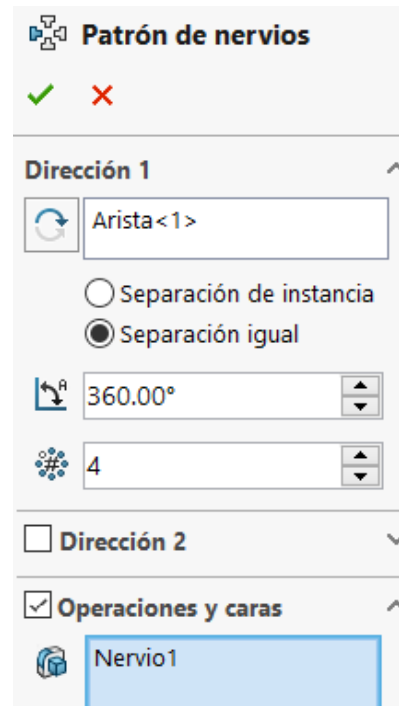 Patrón de nervios
Dirección 1
Arista<1>
Separación de instancia
Separación igual
360.00°
4
Dirección 2
Operaciones y caras
Nervio1